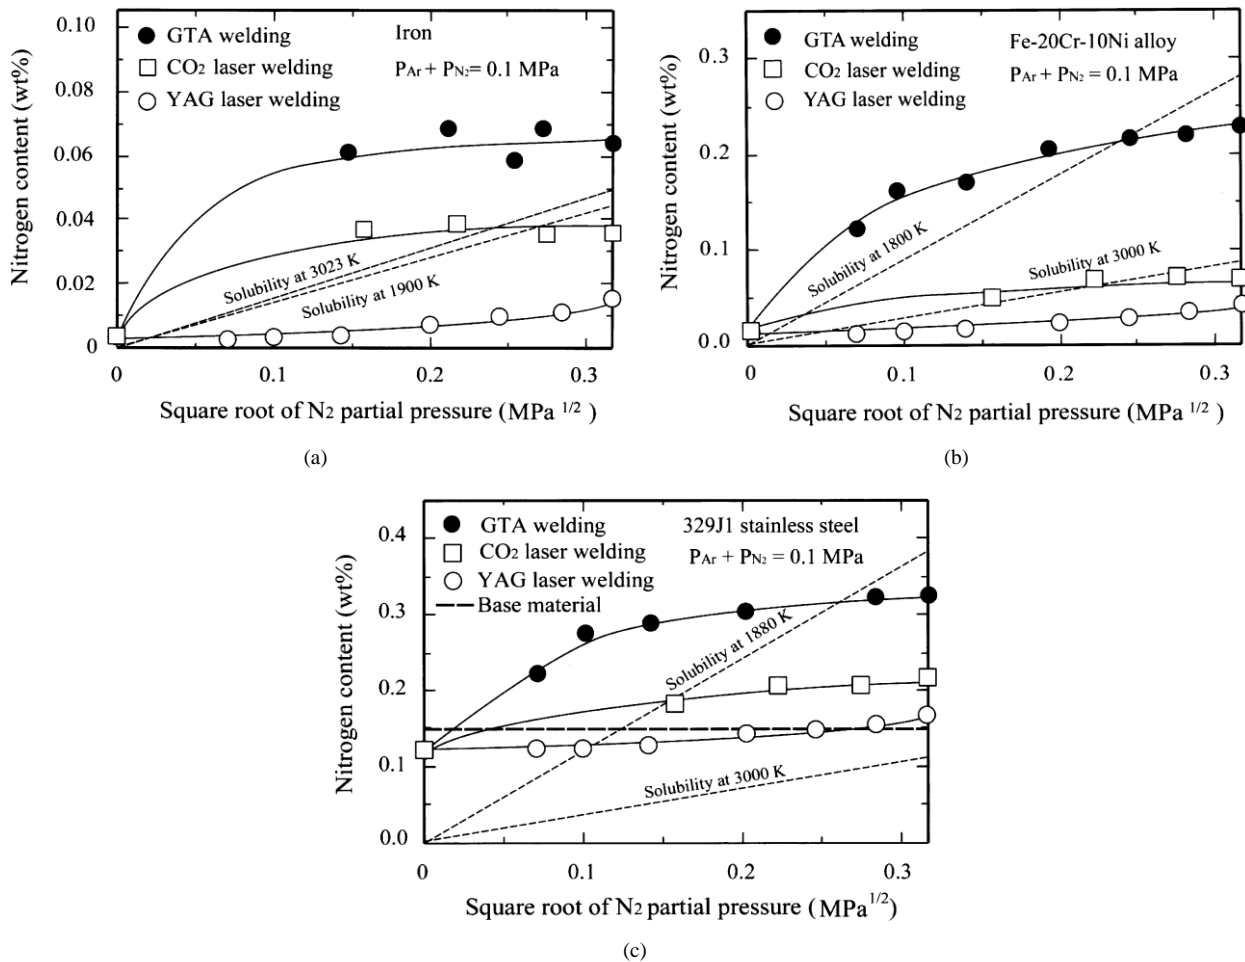 0.10
0.08
0.06
0.04
0.02
0
Nitrogen content (wt%)
GTA welding
CO2 laser welding
YAG laser welding
Iron
PAr + PN2= 0.1 MPa
Solubility at 3023 K
Solubility at 1900 K
0 0.1 0.2 0.3
Square root of N2 partial pressure (MPa 1/2 )
(a)
0.3
0.2
0.1
0.0
Nitrogen content (wt%)
GTA welding
CO2 laser welding
YAG laser welding
Fe-20Cr-10Ni alloy
PAr + PN2 = 0.1 MPa
Solubility at 1800 K
Solubility at 3000 K
0 0.1 0.2 0.3
Square root of N2 partial pressure (MPa 1/2 )
(b)
0.4
0.3
0.2
0.1
0.0
Nitrogen content (wt%)
GTA welding
CO2 laser welding
YAG laser welding
Base material
329J1 stainless steel
PAr + PN2 = 0.1 MPa
Solubility at 1880 K
Solubility at 3000 K
0 0.1 0.2 0.3
Square root of N2 partial pressure ( MPa1/2)
(c)